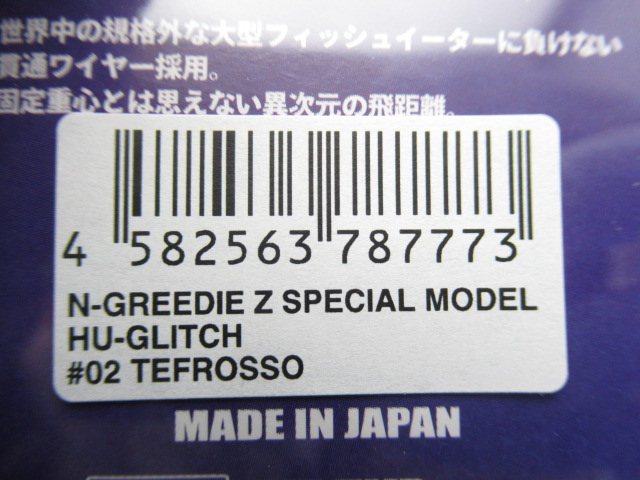 世界中の規格外な大型フィッシュイーターに負けない
貫通ワイヤー採用。
固定重心とは思えない異次元の飛距離。
4 582563 787773
N-GREEDIE Z SPECIAL MODEL
HU-GLITCH
#02 TEFROSSO
MADE IN JAPAN